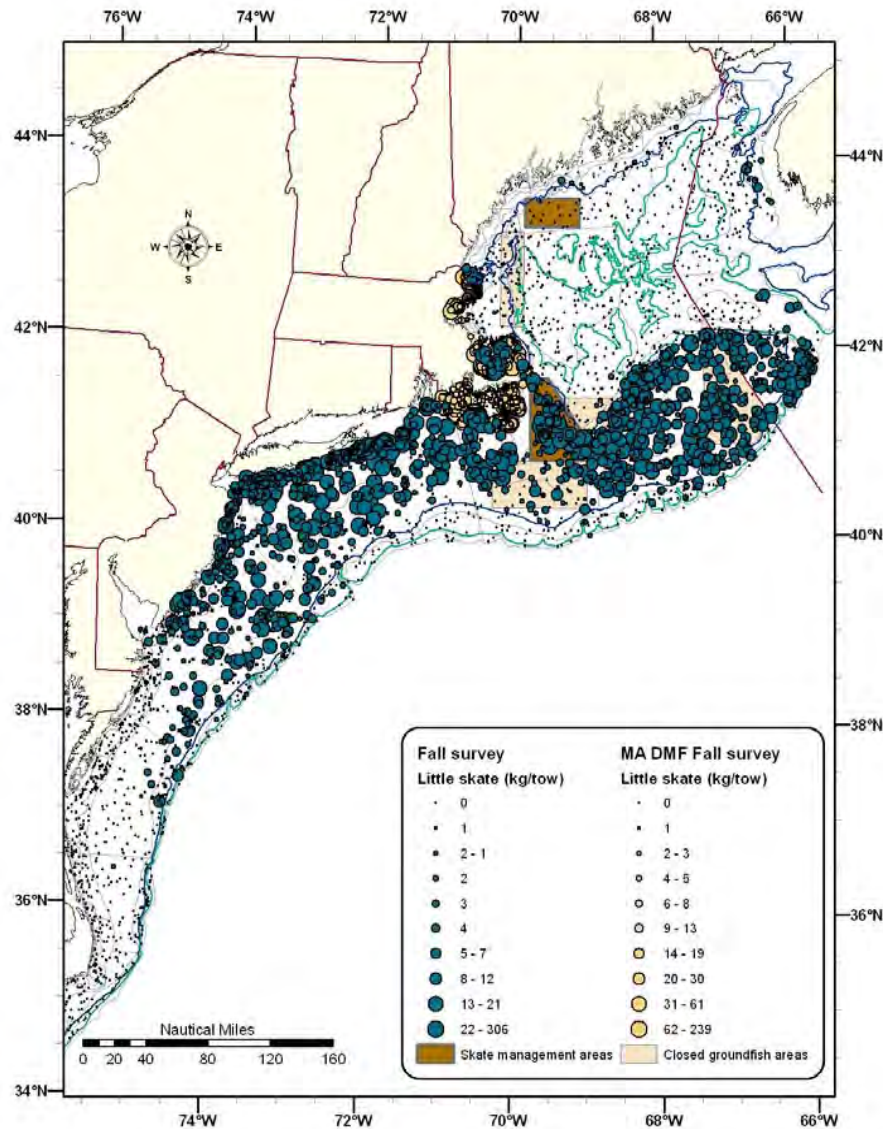 76°W 74°W 72°W 70°W 68°W 66°W
44°N 44°N
N
W E
S
42°N 42°N
40°N 40°N
38°N 38°N
36°N 36°N
34°N
Fall survey MA DMF Fall survey
Little skate (kg/tow) Little skate (kg/tow)
0 0
1 1
2 - 1 2 - 3
2 4 - 5
3 6 - 8
4 9 - 13
5 - 7 14 - 19
8 - 12 20 - 30
13 - 21 31 - 61
22 - 306 62 - 239
Skate management areas Closed groundfish areas
Nautical Miles
0 20 40 80 120 160
74°W 72°W 70°W 68°W 66°W